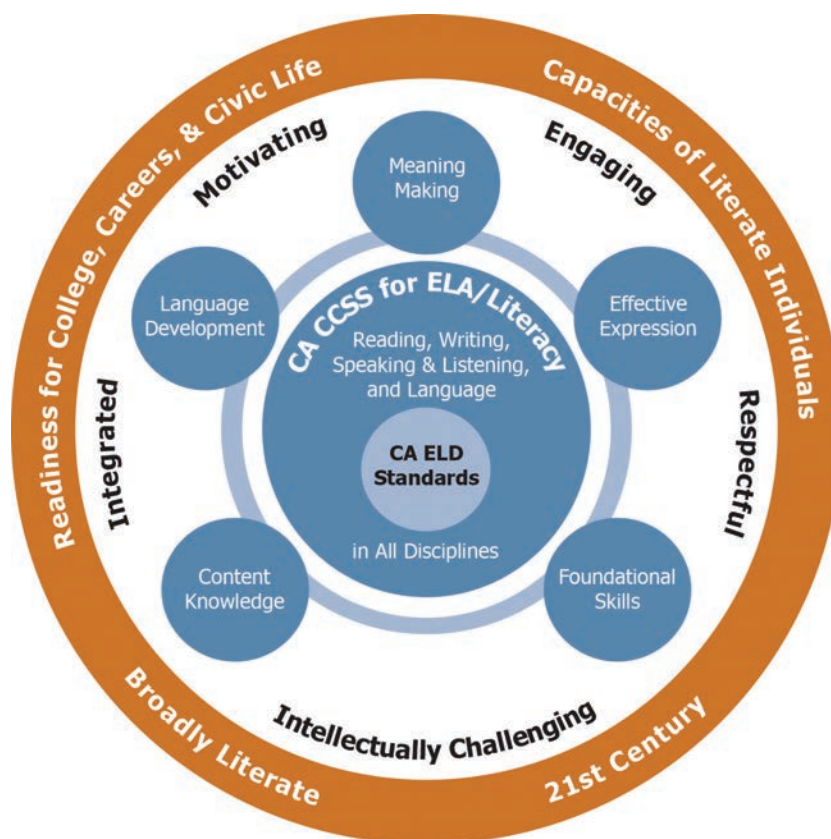 Readiness for College, Careers, & Civic Life
Capacities of Literate Individuals
Motivating
Engaging
Meaning
Making
Language
Development
Effective
Expression
CA CCSS for ELA/Literacy
Reading, Writing,
Speaking & Listening,
and Language
CA ELD
Standards
in All Disciplines
Integrated
Respectful
Content
Knowledge
Foundational
Skills
Intellectually Challenging
Broadly Literate
21st Century